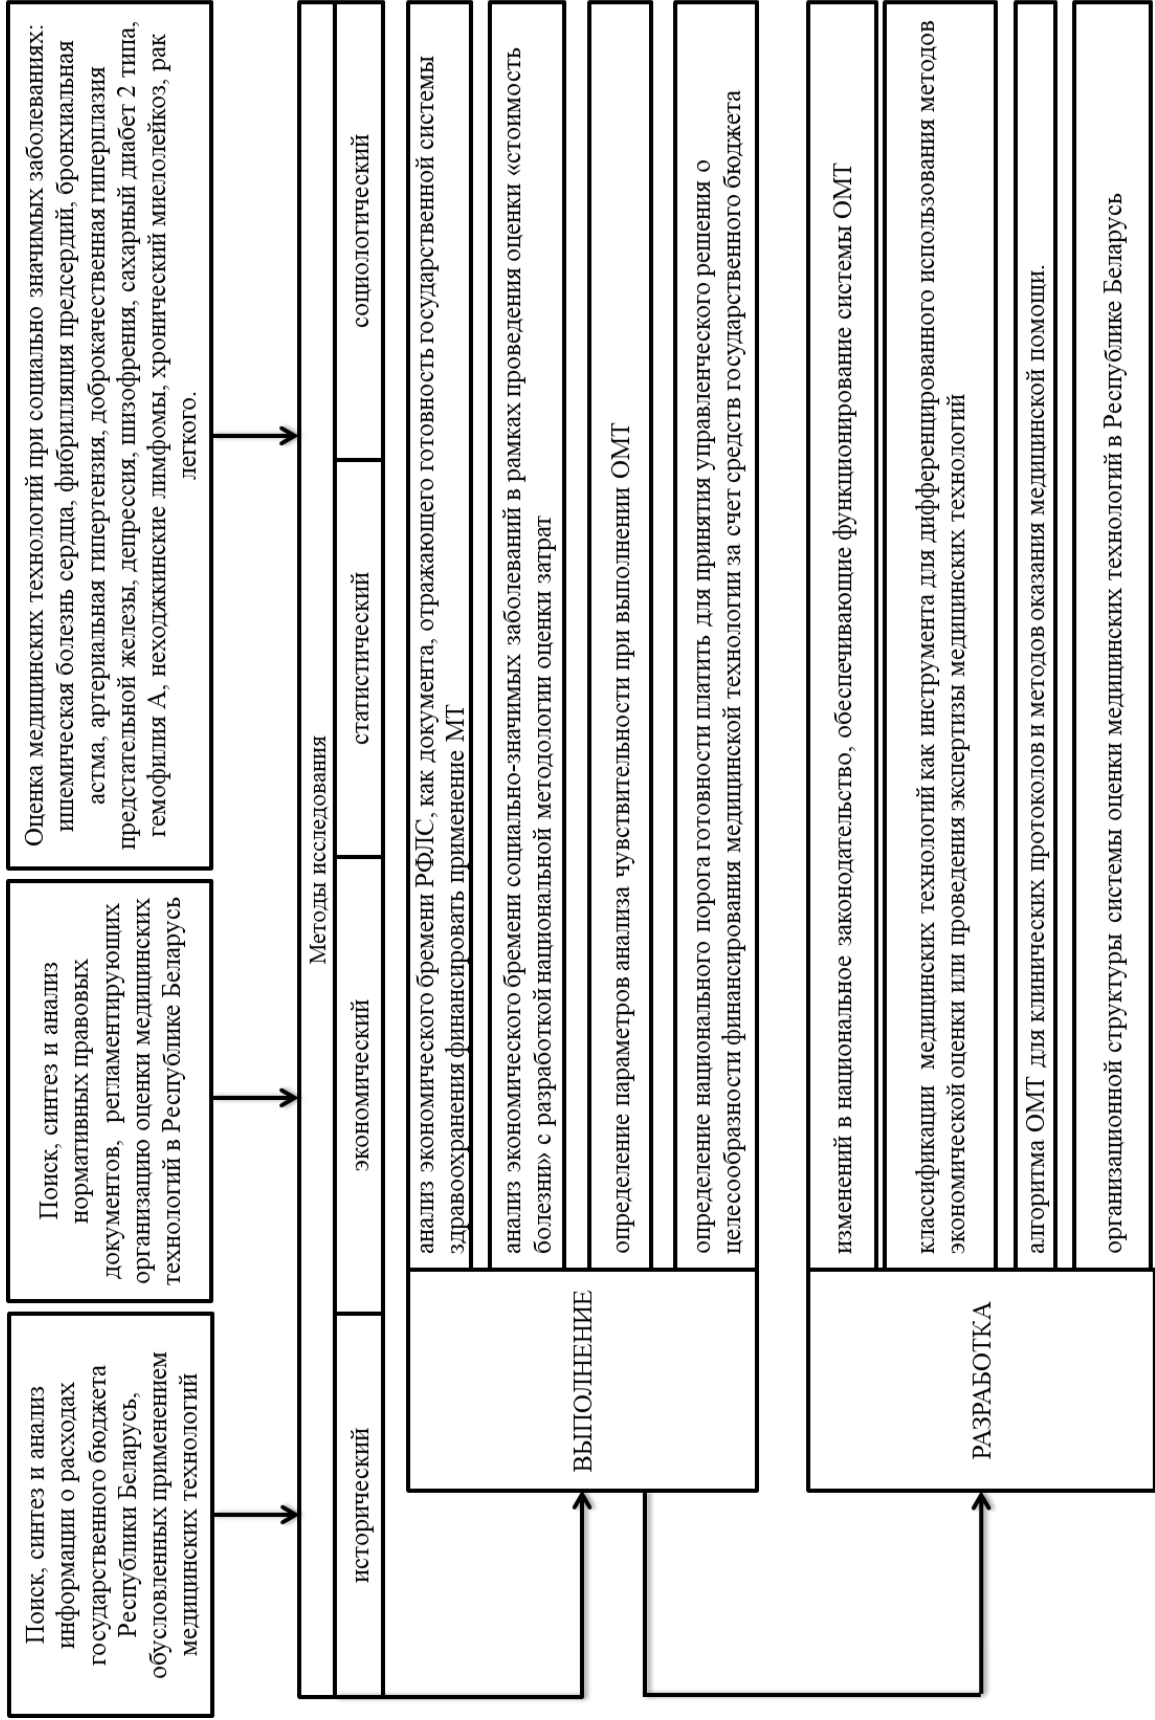 Поиск, синтез и анализ
информации о расходах
государственного бюджета
Республики Беларусь,
обусловленных применением
медицинских технологий
Поиск, синтез и анализ
нормативных правовых
документов, регламентирующих
организацию оценки медицинских
технологий в Республике Беларусь
Оценка медицинских технологий при социально значимых заболеваниях:
ишемическая болезнь сердца, фибрилляция предсердий, бронхиальная
астма, артериальная гипертензия, доброкачественная гиперплазия
предстательной железы, депрессия, шизофрения, сахарный диабет 2 типа,
гемофилия А, неходжкинские лимфомы, хронический миелолейкоз, рак
легкого.
Методы исследования
исторический
экономический
статистический
социологический
ВЫПОЛНЕНИЕ
анализ экономического бремени РФЛС, как документа, отражающего готовность государственной системы
здравоохранения финансировать применение МТ
анализ экономического бремени социально-значимых заболеваний в рамках проведения оценки «стоимость
болезни» с разработкой национальной методологии оценки затрат
определение параметров анализа чувствительности при выполнении ОМТ
определение национального порога готовности платить для принятия управленческого решения о
целесообразности финансирования медицинской технологии за счет средств государственного бюджета
РАЗРАБОТКА
изменений в национальное законодательство, обеспечивающие функционирование системы ОМТ
классификации медицинских технологий как инструмента для дифференцированного использования методов
экономической оценки или проведения экспертизы медицинских технологий
алгоритма ОМТ для клинических протоколов и методов оказания медицинской помощи.
организационной структуры системы оценки медицинских технологий в Республике Беларусь